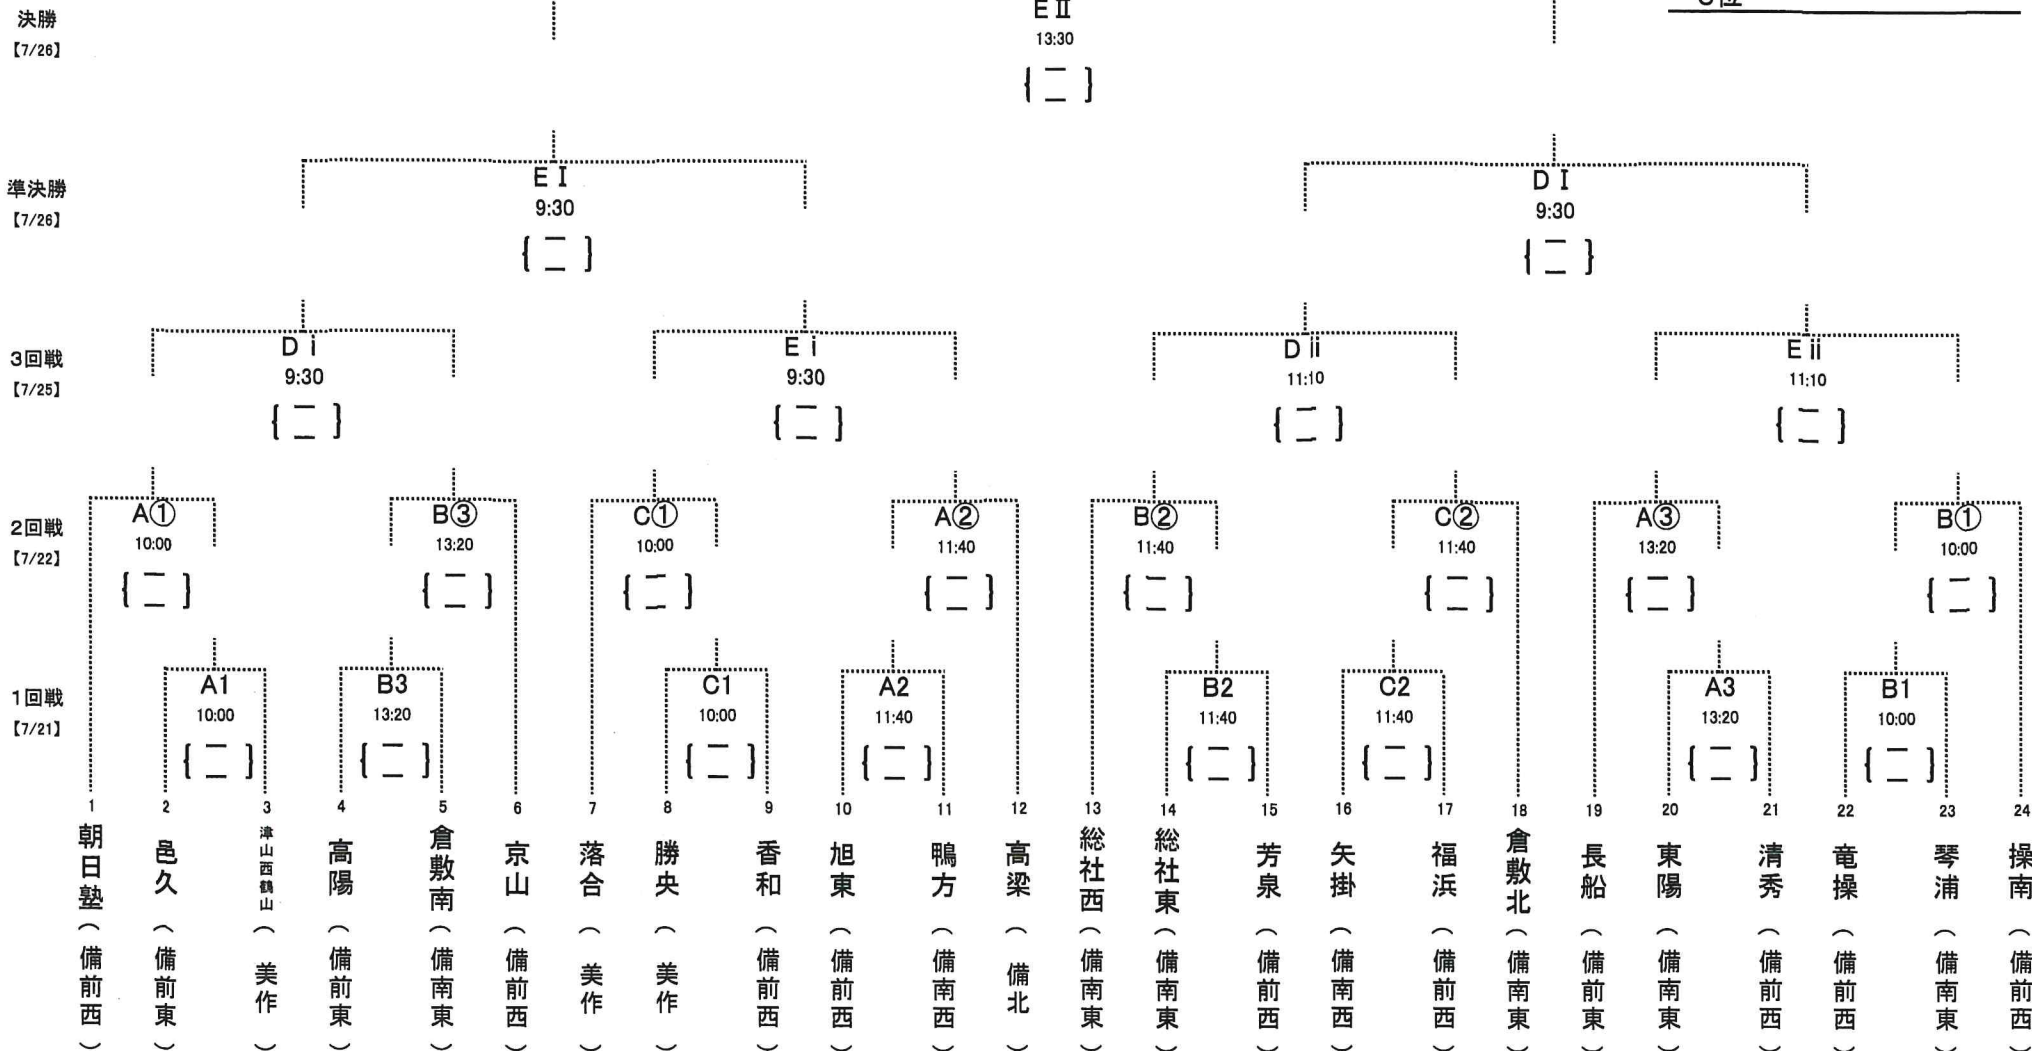 EⅡ
決勝
【7/26】
13:30
EⅠ
DⅠ
準決勝
【7/26】
9:30
9:30
Dⅰ
Eⅰ
Dⅱ
Eⅱ
3回戦
【7/25】
9:30
9:30
11:10
11:10
A①
B③
C①
A②
B②
C②
A③
B①
2回戦
【7/22】
10:00
13:20
10:00
11:40
11:40
11:40
13:20
10:00
A1
B3
C1
A2
B2
C2
A3
B1
1回戦
【7/21】
10:00
13:20
10:00
11:40
11:40
11:40
13:20
10:00
1
2
3
4
5
6
7
8
9
10
11
12
13
14
15
16
17
18
19
20
21
22
23
24
朝日塾(備前西)
邑久(備前東)
津山西鶴山(美作)
高陽(備前東)
倉敷南(備南東)
京山(備前西)
落合(美作)
勝央(美作)
香和(備前西)
旭東(備前西)
鴨方(備南西)
高梁(備北)
総社西(備南東)
総社東(備南東)
芳泉(備前西)
矢掛(備南西)
福浜(備前西)
倉敷北(備南東)
長船(備前東)
東陽(備南東)
清秀(備前西)
竜操(備前西)
琴浦(備南東)
操南(備前西)